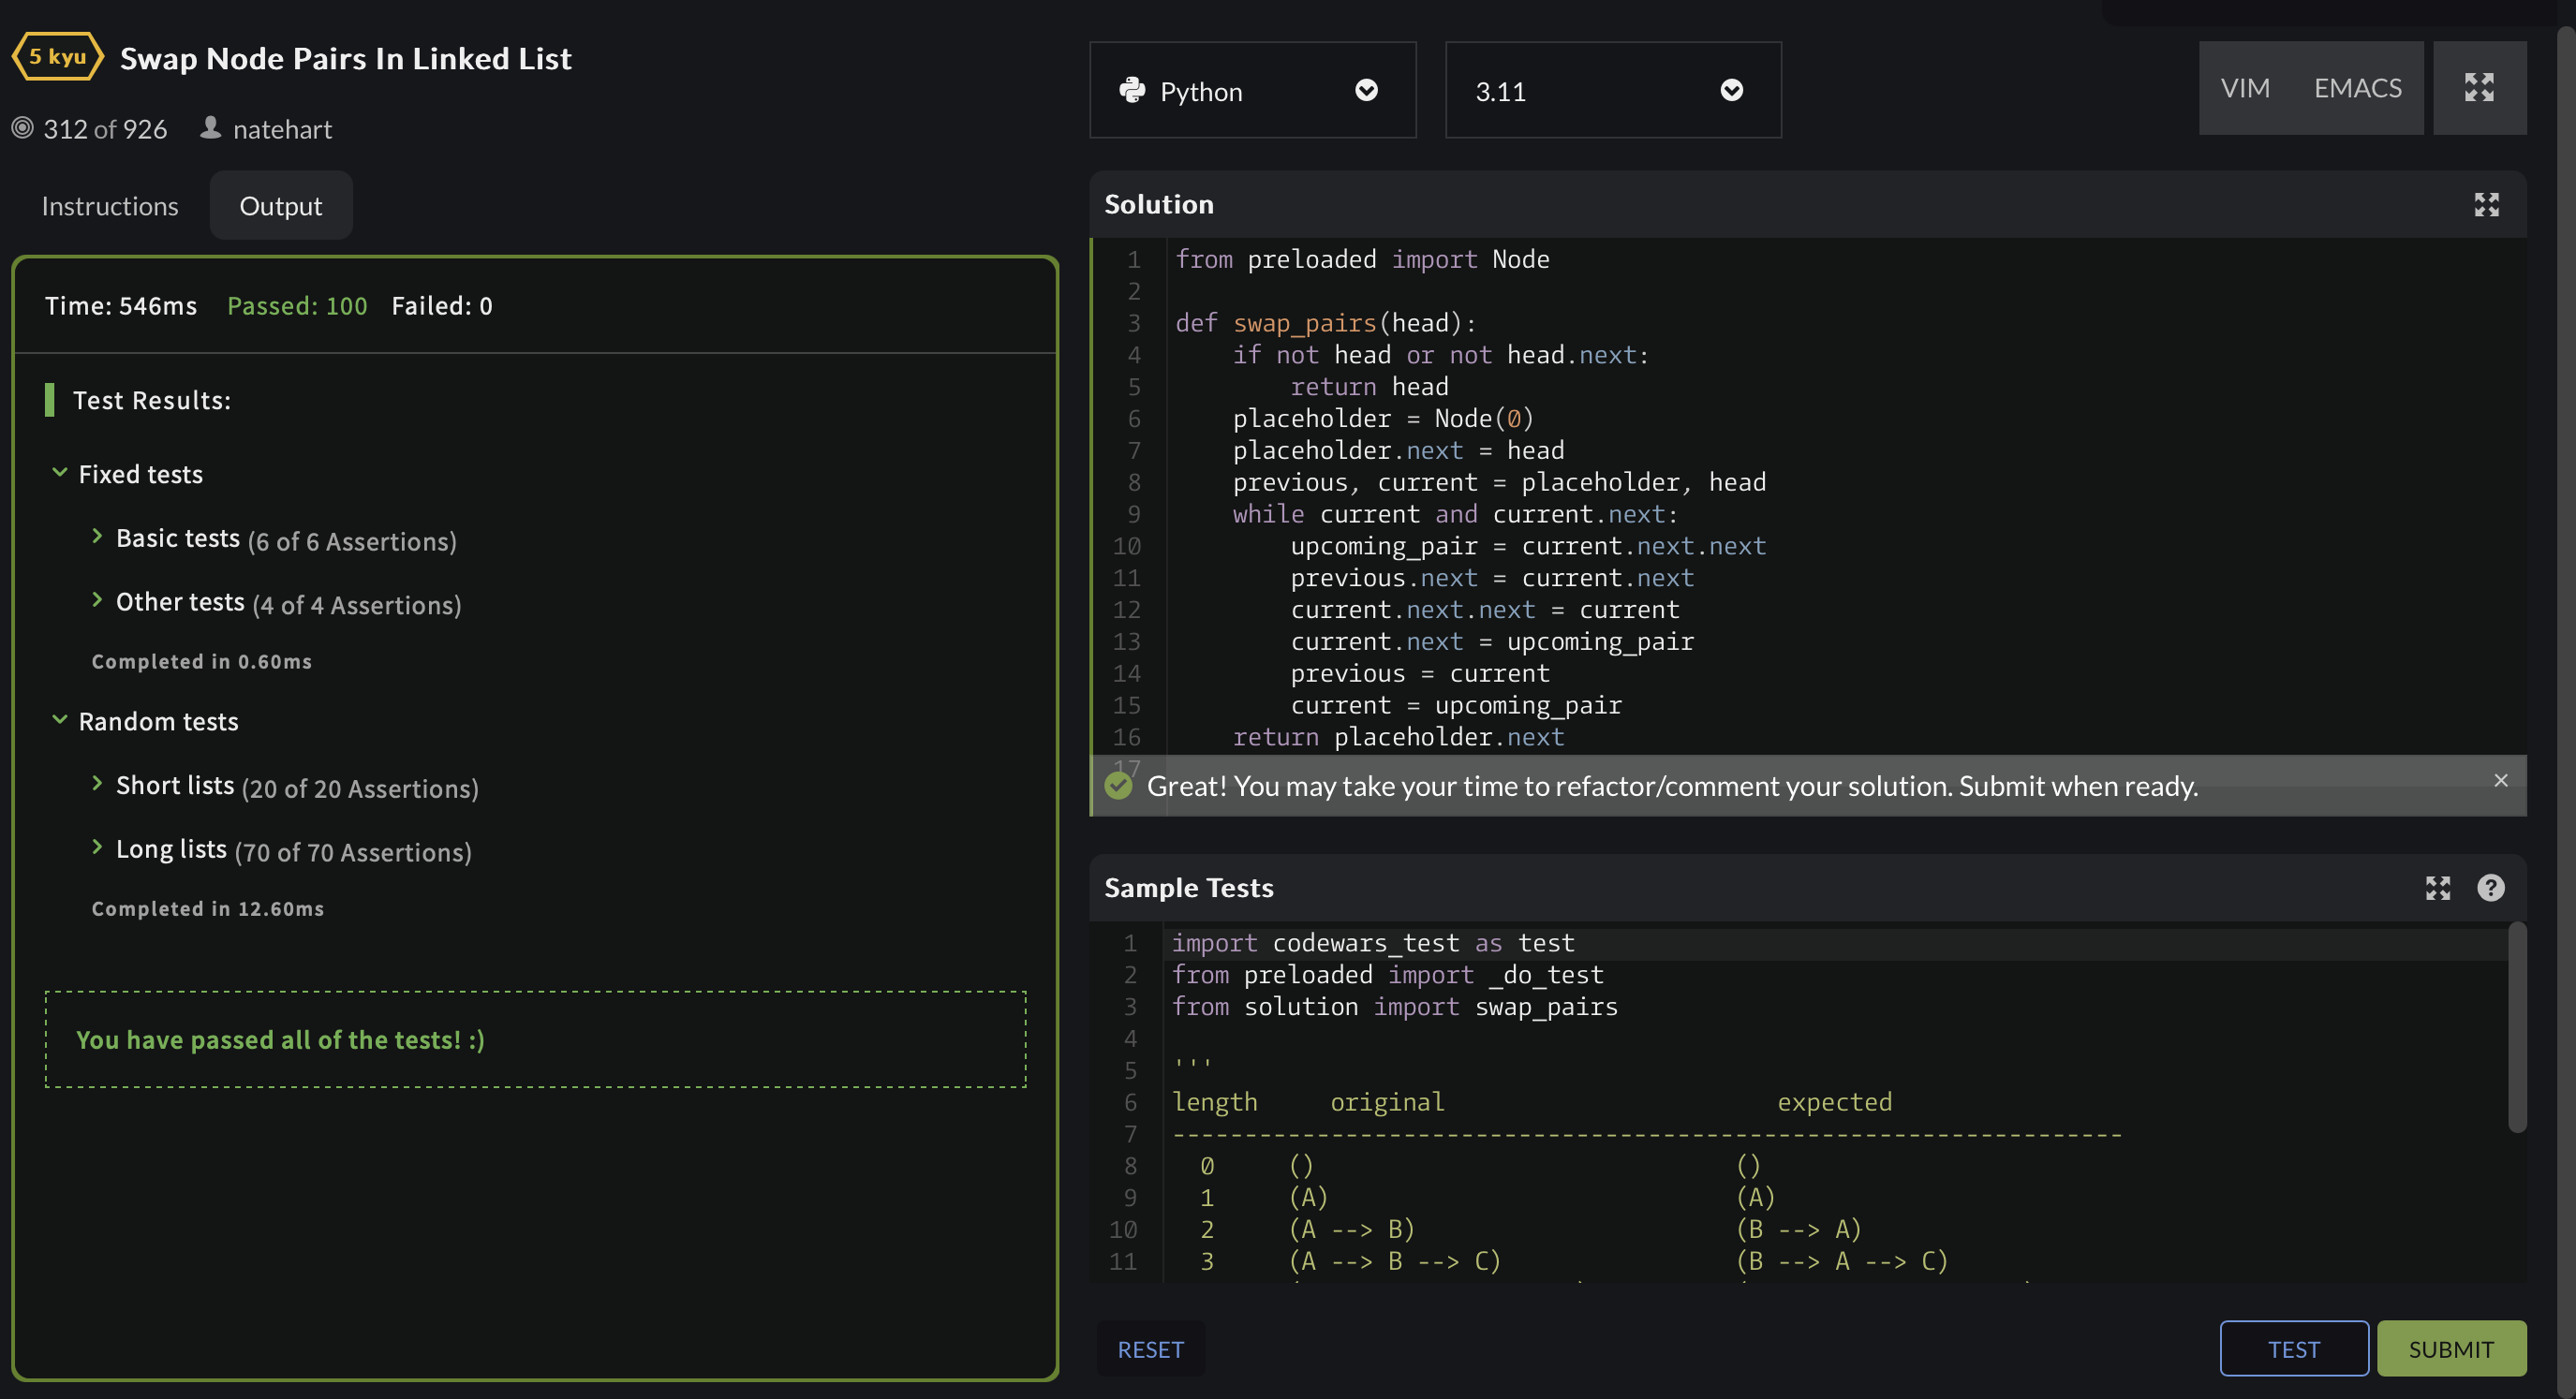 5 kyu Swap Node Pairs In Linked List
312 of 926 natehart
Instructions Output
Time: 546ms Passed: 100 Failed: 0
Test Results:
Fixed tests
Basic tests (6 of 6 Assertions)
Other tests (4 of 4 Assertions)
Completed in 0.60ms
Random tests
Short lists (20 of 20 Assertions)
Long lists (70 of 70 Assertions)
Completed in 12.60ms
You have passed all of the tests! :)
Python 3.11 VIM EMACS
Solution
1 from preloaded import Node
2
3 def swap_pairs(head):
4     if not head or not head.next:
5         return head
6     placeholder = Node(0)
7     placeholder.next = head
8     previous, current = placeholder, head
9     while current and current.next:
10         upcoming_pair = current.next.next
11         previous.next = current.next
12         current.next.next = current
13         current.next = upcoming_pair
14         previous = current
15         current = upcoming_pair
16     return placeholder.next
17
Great! You may take your time to refactor/comment your solution. Submit when ready. ×
Sample Tests ?
1 import codewars_test as test
2 from preloaded import _do_test
3 from solution import swap_pairs
4
5 '''
6 length     original                       expected
7 ------------------------------------------------------------------
8   0     ()                             ()
9   1     (A)                            (A)
10   2     (A --> B)                      (B --> A)
11   3     (A --> B --> C)                (B --> A --> C)
RESET TEST SUBMIT